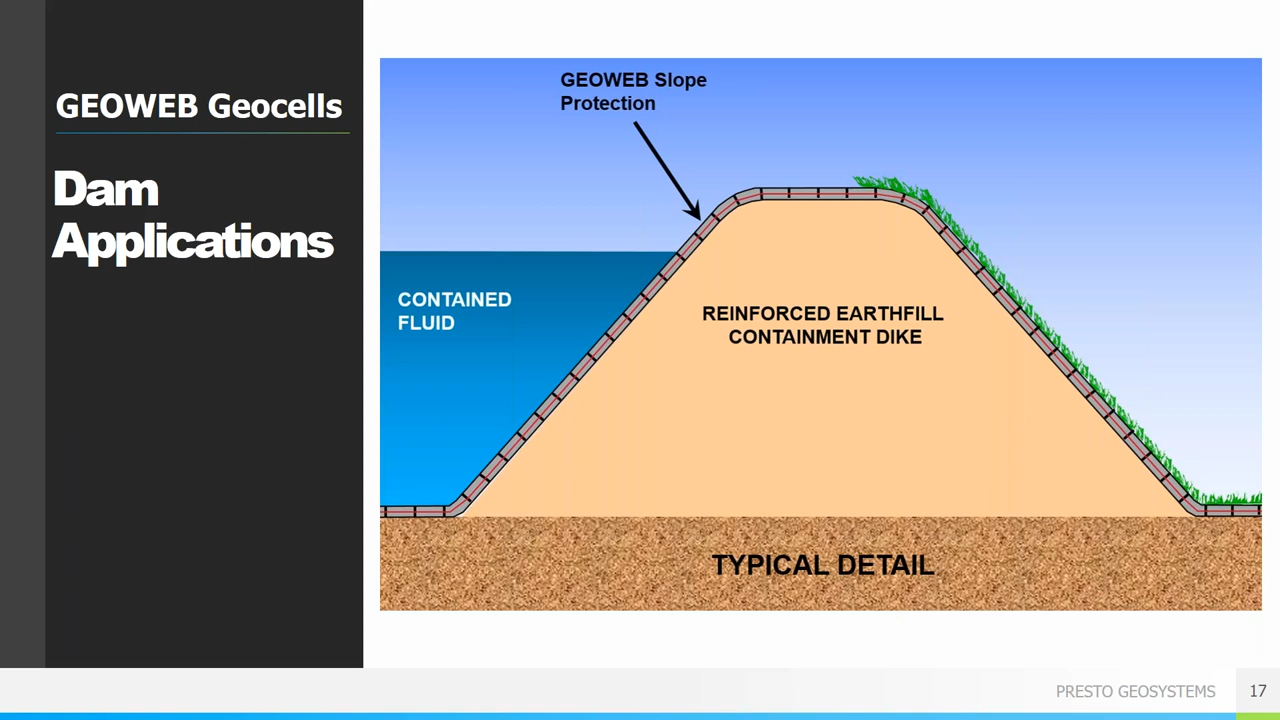 GEOWEB Geocells
Dam
Applications
GEOWEB Slope
Protection
CONTAINED
FLUID
REINFORCED EARTHFILL
CONTAINMENT DIKE
TYPICAL DETAIL
PRESTO GEOSYSTEMS
17